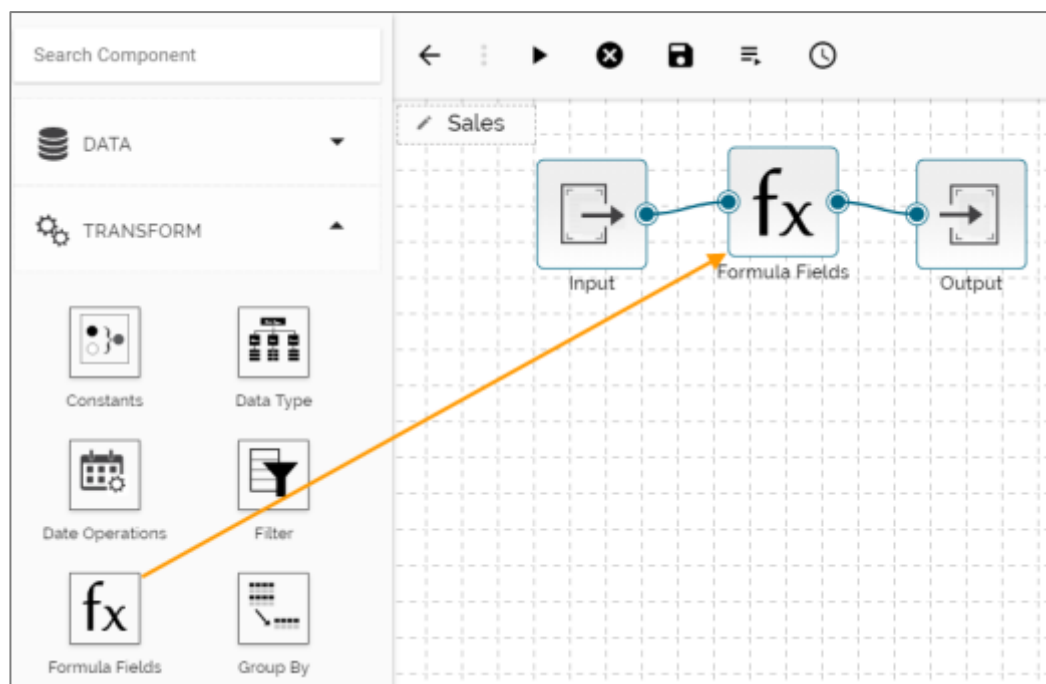 Search Component
DATA
TRANSFORM
Constants
Data Type
Date Operations
Filter
fx
Formula Fields
Group By
Sales
Input
fx
Formula Fields
Output